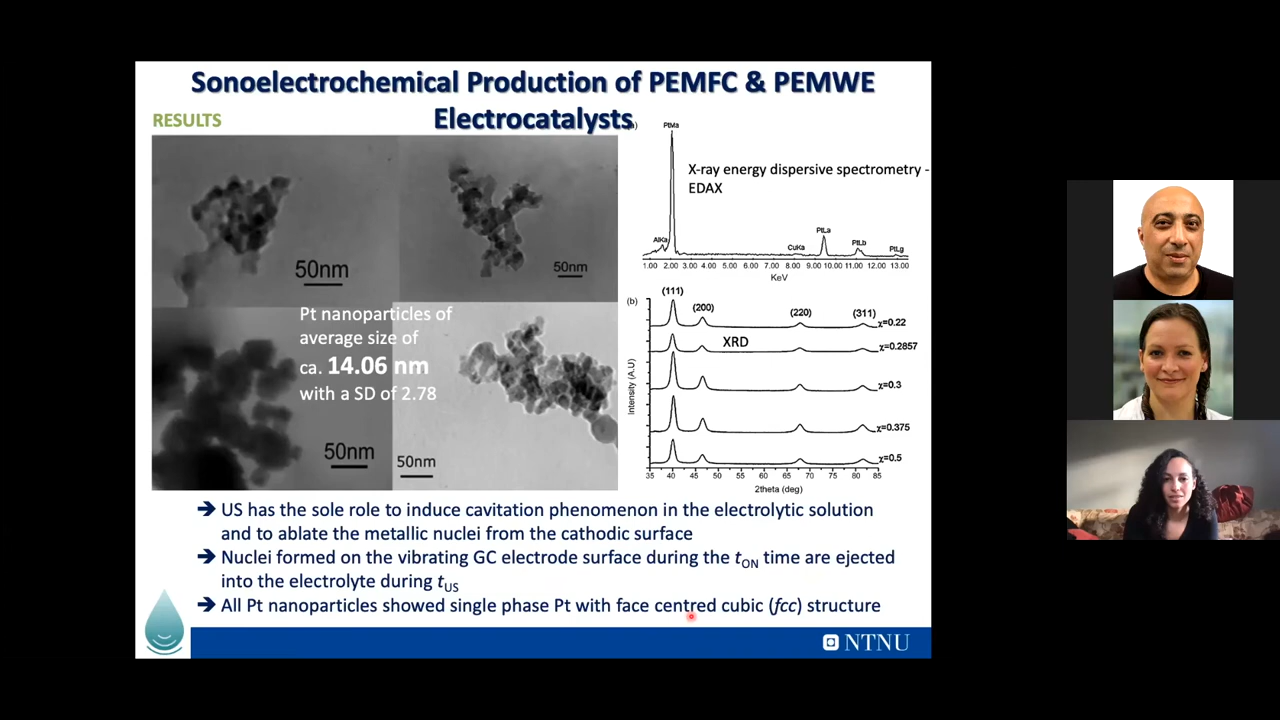 Sonoelectrochemical Production of PEMFC & PEMWE
Electrocatalysts
RESULTS
50nm
50nm
Pt nanoparticles of
average size of
ca. 14.06 nm
with a SD of 2.78
50nm
50nm
PtMa
X-ray energy dispersive spectrometry -
EDAX
AlKa
CuKa
PtLa
PtLb
PtLg
1.00 2.00 3.00 4.00 5.00 6.00 7.00 8.00 9.00 10.00 11.00 12.00 13.00
KeV
(b)
(111)
(200)
(220)
(311)
χ=0.22
XRD
χ=0.2857
χ=0.3
χ=0.375
χ=0.5
Intensity (A.U)
35 40 45 50 55 60 65 70 75 80 85
2theta (deg)
➔ US has the sole role to induce cavitation phenomenon in the electrolytic solution
and to ablate the metallic nuclei from the cathodic surface
➔ Nuclei formed on the vibrating GC electrode surface during the tON time are ejected
into the electrolyte during tUS
➔ All Pt nanoparticles showed single phase Pt with face centred cubic (fcc) structure
NTNU